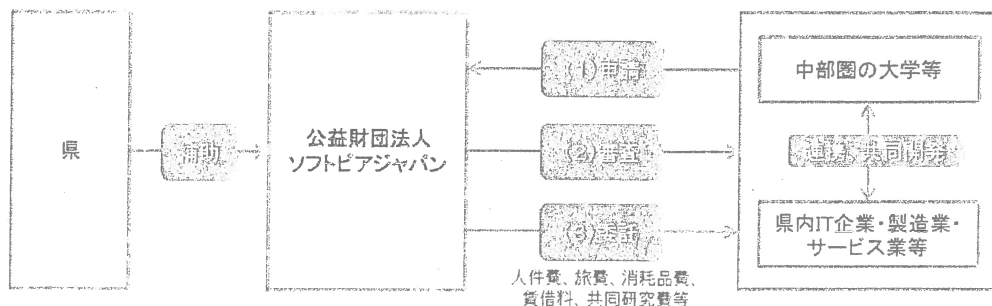 県
補助
公益財団法人
ソフトピアジャパン
(1)申請
(2)審査
(3)委託
人件費、旅費、消耗品費、
賃借料、共同研究費等
中部圏の大学等
連携、共同開発
県内IT企業・製造業・
サービス業等